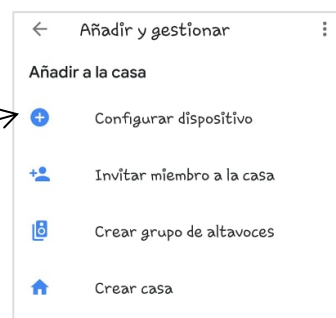 Añadir y gestionar
Añadir a la casa
Configurar dispositivo
Invitar miembro a la casa
Crear grupo de altavoces
Crear casa